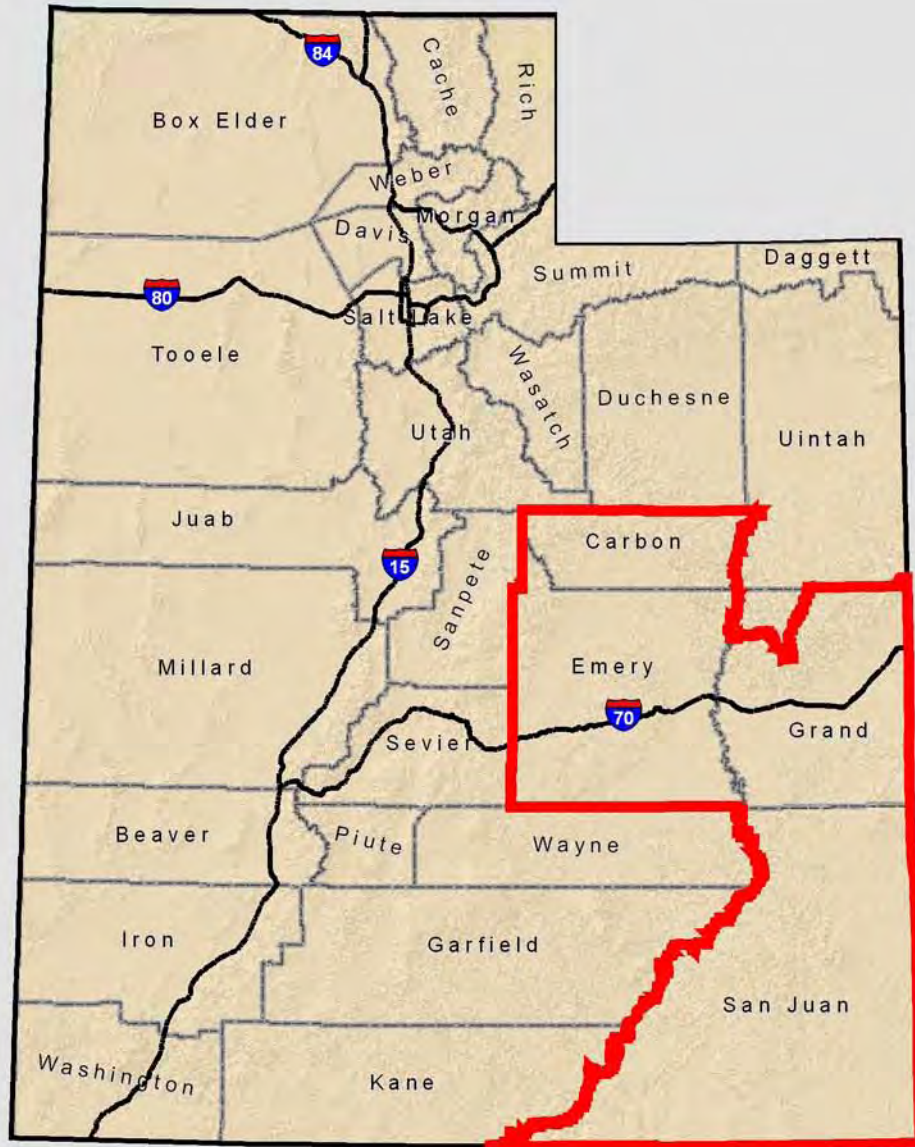 84
Cache
Rich
Box Elder
Weber
Morgan
Davis
Summit
Daggett
80
Salt Lake
Tooele
Wasatch
Duchesne
Utah
Uintah
Juab
Carbon
15
Sanpete
Millard
Emery
70
Grand
Sevier
Beaver
Piute
Wayne
Iron
Garfield
San Juan
Washington
Kane